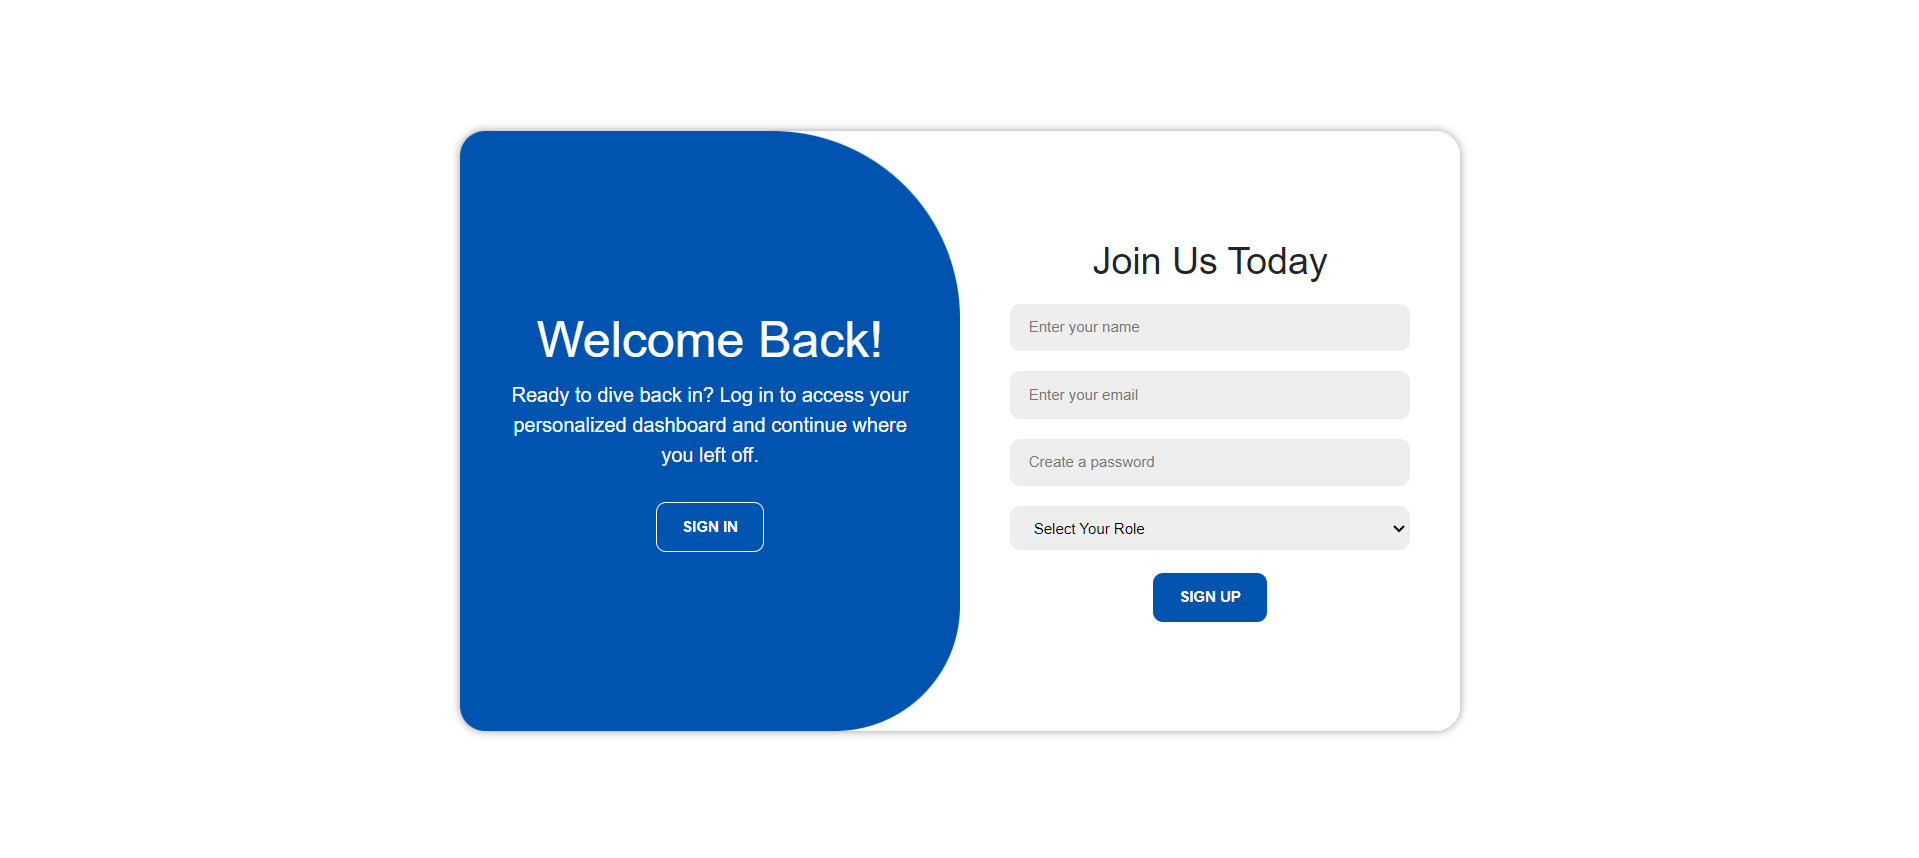 Welcome Back!
Ready to dive back in? Log in to access your
personalized dashboard and continue where
you left off.
SIGN IN
Join Us Today
Enter your name
Enter your email
Create a password
Select Your Role
SIGN UP